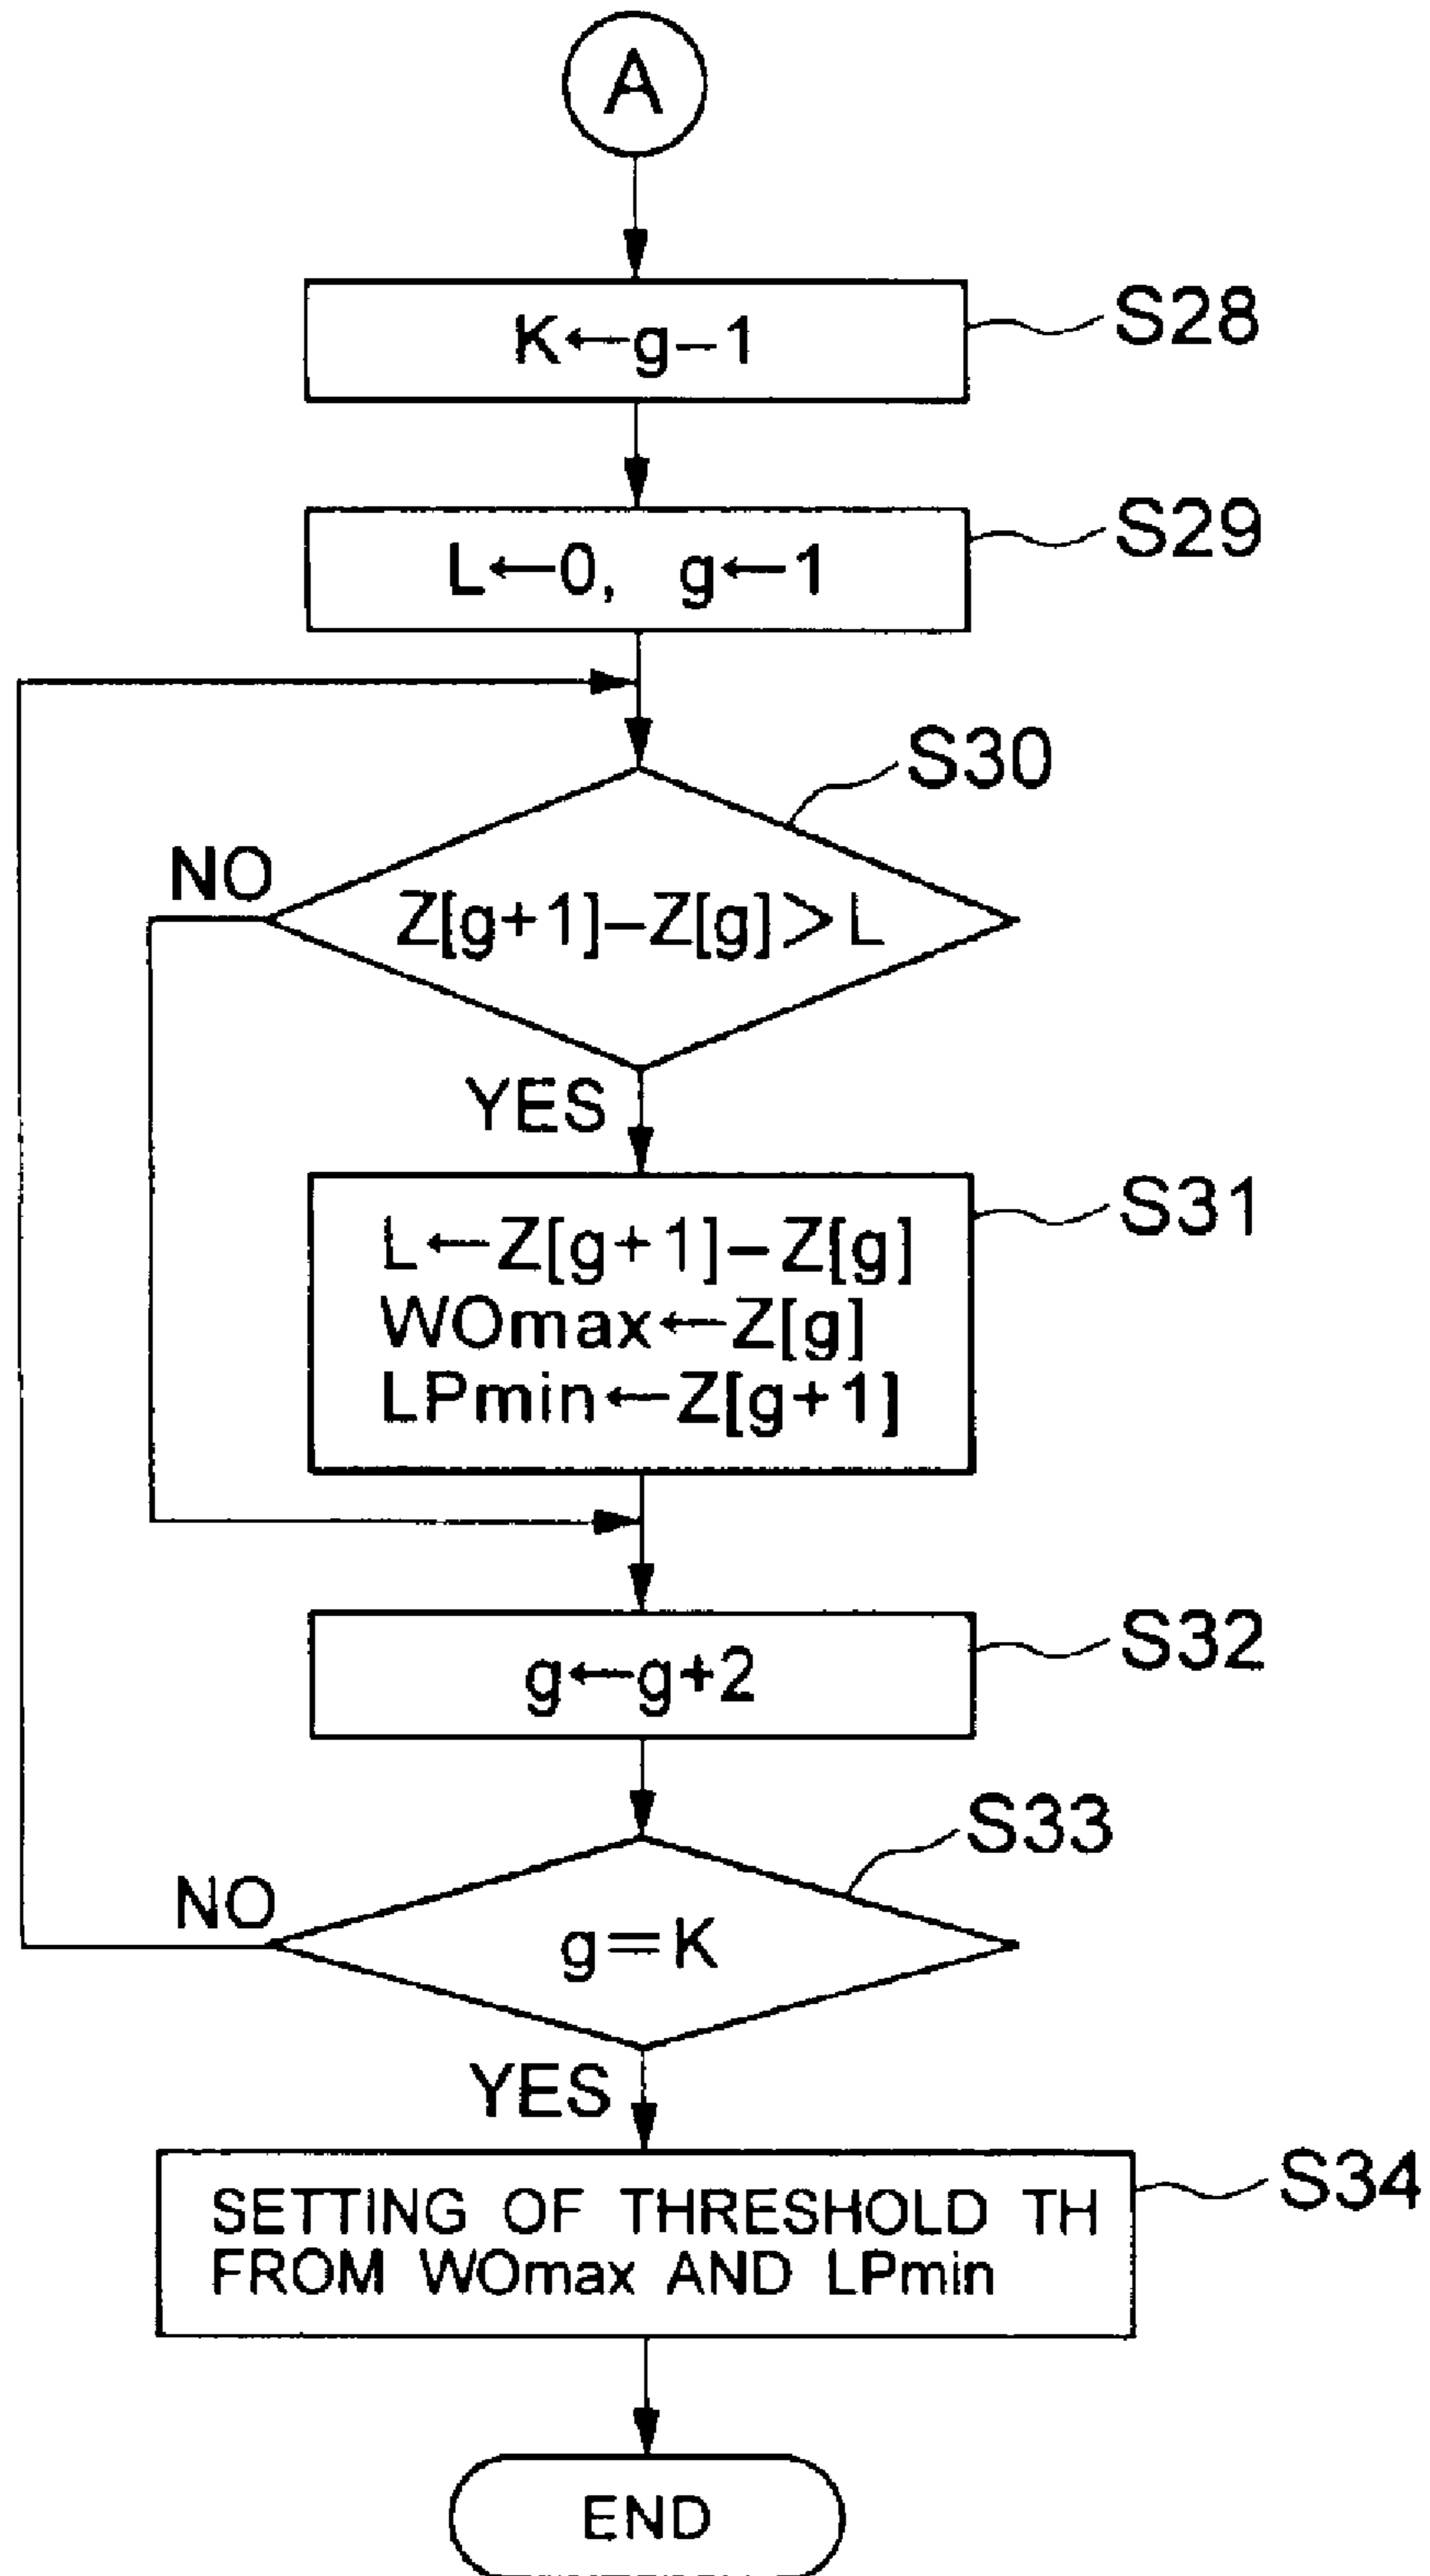 A
K←g−1
S28
L←0, g←1
S29
S30
NO
Z[g+1]−Z[g]>L
YES
S31
L←Z[g+1]−Z[g]
WOmax←Z[g]
LPmin←Z[g+1]
S32
g←g+2
S33
NO
g=K
YES
S34
SETTING OF THRESHOLD TH
FROM WOmax AND LPmin
END